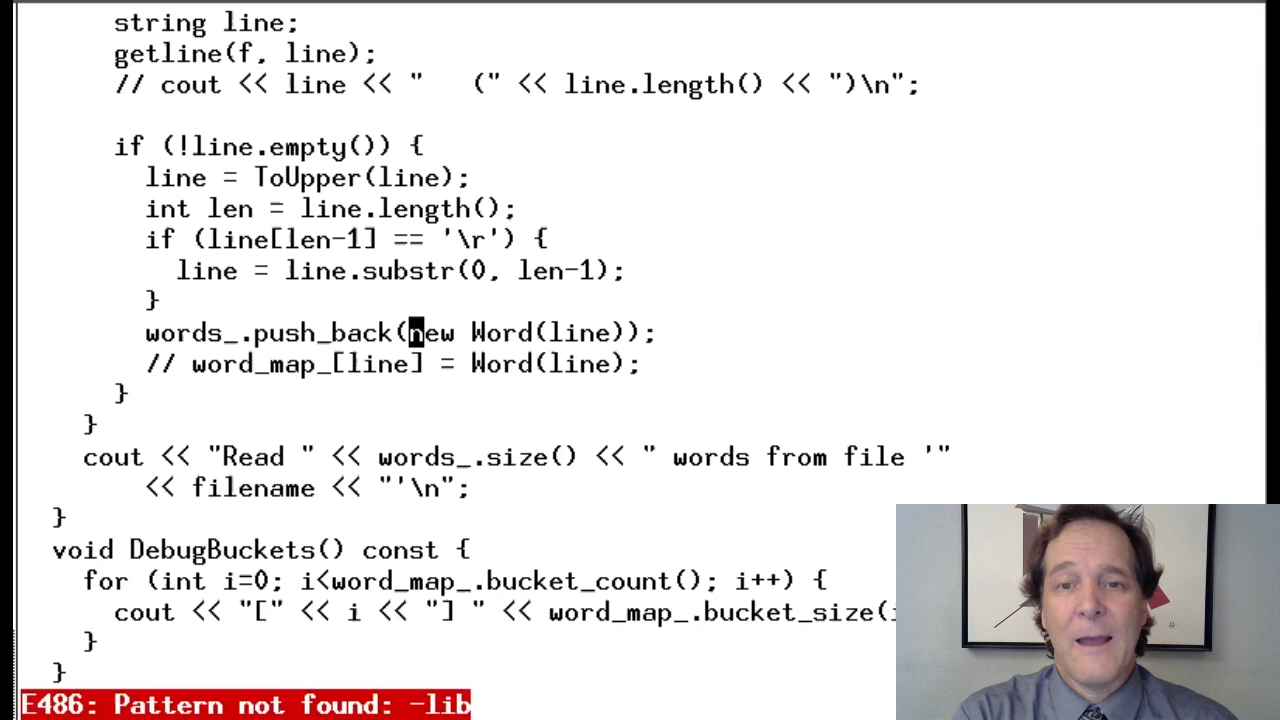 string line;
getline(f, line);
// cout << line << "   (" << line.length() << ")\n";
if (!line.empty()) {
line = ToUpper(line);
int len = line.length();
if (line[len-1] == '\r') {
line = line.substr(0, len-1);
}
words_.push_back(new Word(line));
// word_map_[line] = Word(line);
}
}
cout << "Read " << words_.size() << " words from file '"
<< filename << "'\n";
}
void DebugBuckets() const {
for (int i=0; i<word_map_.bucket_count(); i++) {
cout << "[" << i << "] " << word_map_.bucket_size(
}
}
E486: Pattern not found: -lib